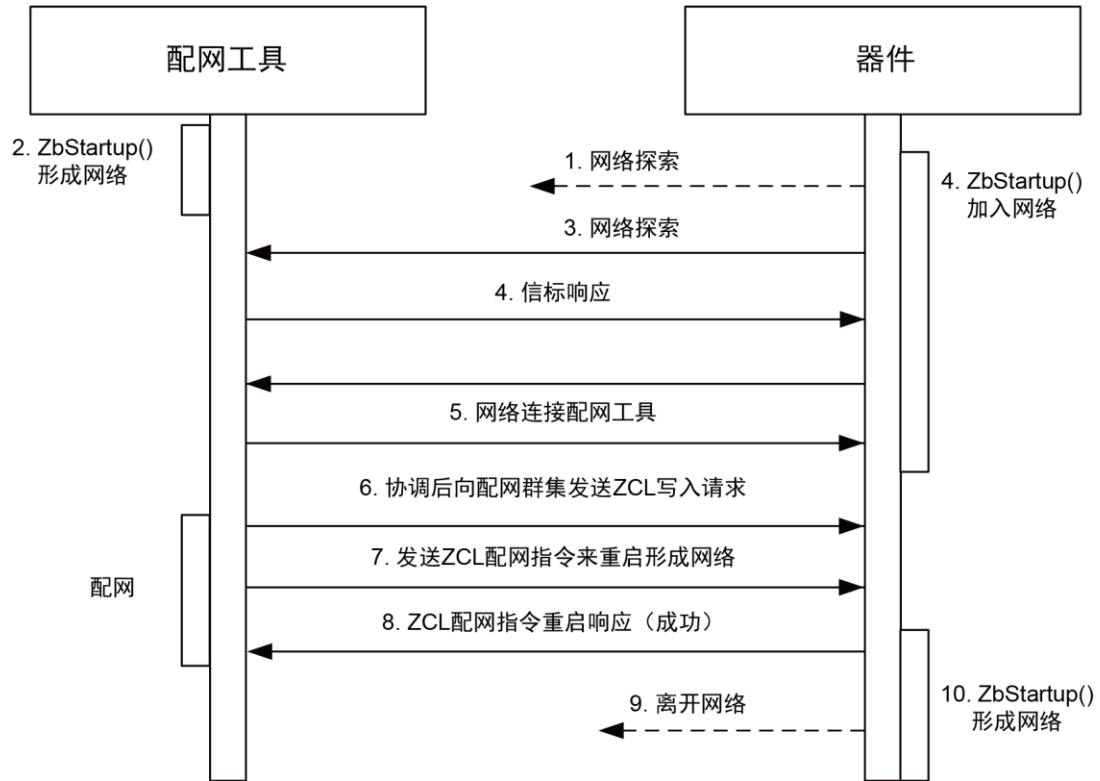 配网工具
器件
2. ZbStartup()
形成网络
1. 网络探索
4. ZbStartup()
加入网络
3. 网络探索
4. 信标响应
5. 网络连接配网工具
6. 协调后向配网群集发送ZCL写入请求
7. 发送ZCL配网指令来重启形成网络
配网
8. ZCL配网指令重启响应（成功）
9. 离开网络
10. ZbStartup()
形成网络